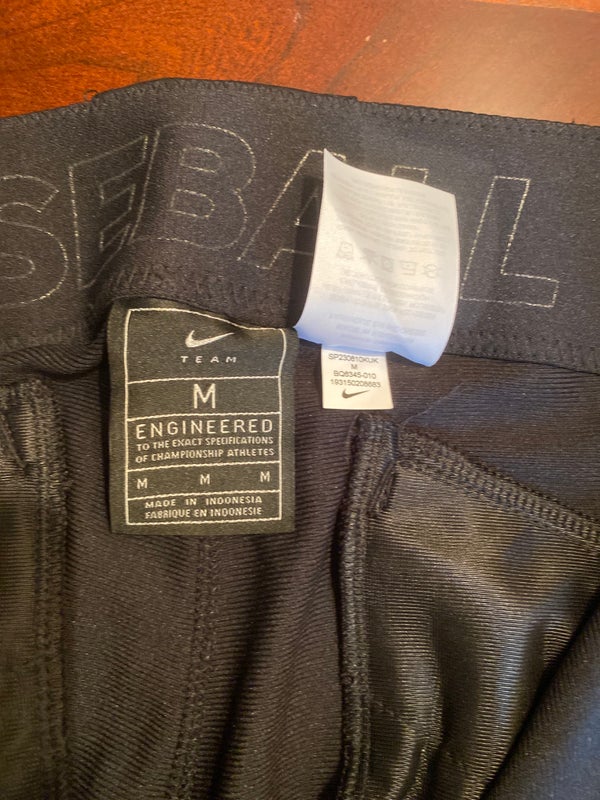 SEBALL
TEAM
M
ENGINEERED
TO THE EXACT SPECIFICATIONS
OF CHAMPIONSHIP ATHLETES
M M M
MADE IN INDONESIA
FABRIQUE EN INDONESIE
SP230810KUK
M
BQ6345-010
193150208683